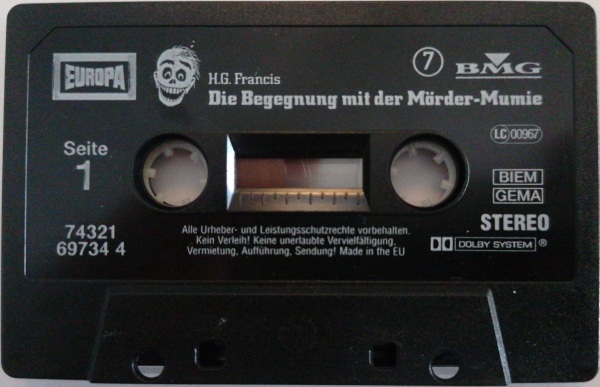 EUROPA
H.G. Francis
Die Begegnung mit der Mörder-Mumie
7
BMG
LC 00967
Seite
1
BIEM
GEMA
STEREO
DOLBY SYSTEM ®
74321
69734 4
Alle Urheber- und Leistungsschutzrechte vorbehalten.
Kein Verleih! Keine unerlaubte Vervielfältigung,
Vermietung, Aufführung, Sendung! Made in the EU